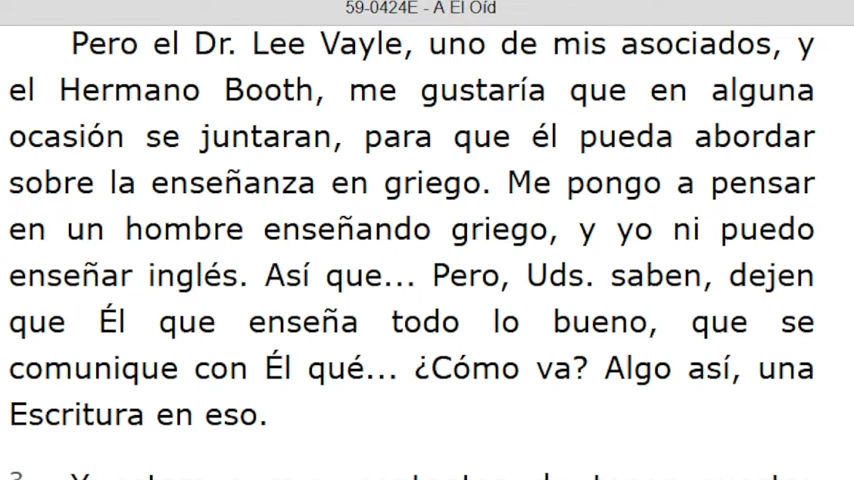 59-0424E - A El Oíd
Pero el Dr. Lee Vayle, uno de mis asociados, y
el Hermano Booth, me gustaría que en alguna
ocasión se juntaran, para que él pueda abordar
sobre la enseñanza en griego. Me pongo a pensar
en un hombre enseñando griego, y yo ni puedo
enseñar inglés. Así que... Pero, Uds. saben, dejen
que Él que enseña todo lo bueno, que se
comunique con Él qué... ¿Cómo va? Algo así, una
Escritura en eso.
3